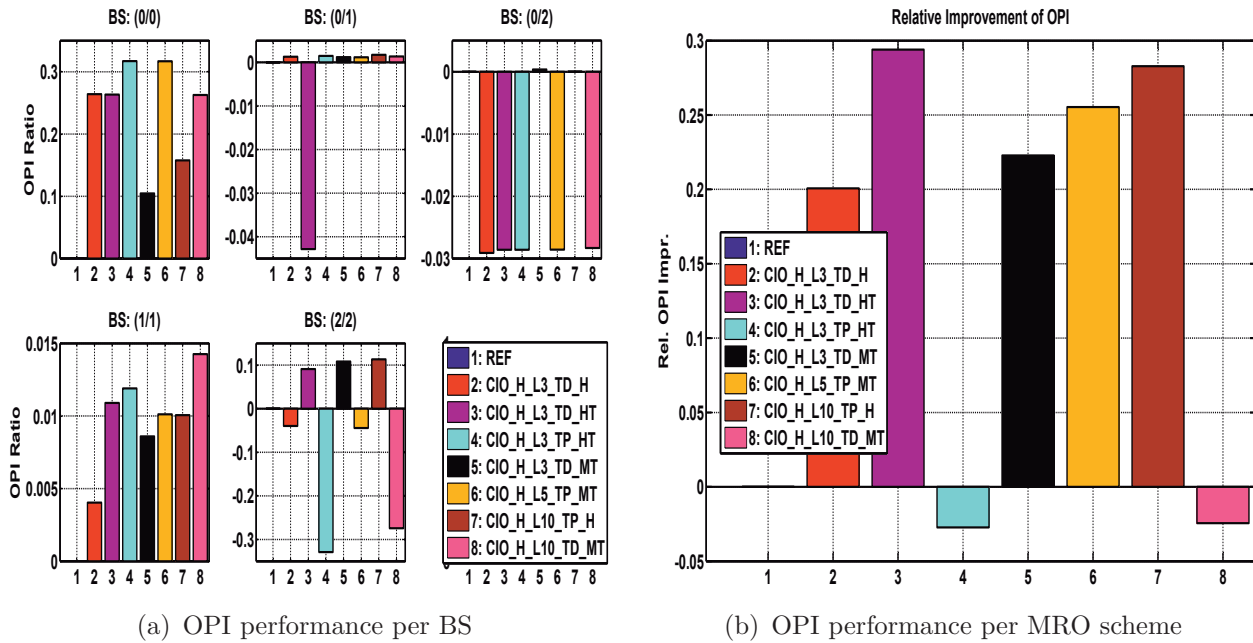 BS: (0/0)
BS: (0/1)
BS: (0/2)
OPI Ratio
0.3
0.2
0.1
0
1 2 3 4 5 6 7 8
0
-0.01
-0.02
-0.03
-0.04
1 2 3 4 5 6 7 8
0
-0.01
-0.02
-0.03
1 2 3 4 5 6 7 8
BS: (1/1)
BS: (2/2)
OPI Ratio
0.015
0.01
0.005
0
1 2 3 4 5 6 7 8
0.1
0
-0.1
-0.2
-0.3
1 2 3 4 5 6 7 8
1: REF
2: CIO_H_L3_TD_H
3: CIO_H_L3_TD_HT
4: CIO_H_L3_TP_HT
5: CIO_H_L3_TD_MT
6: CIO_H_L5_TP_MT
7: CIO_H_L10_TP_H
8: CIO_H_L10_TD_MT
(a) OPI performance per BS
Relative Improvement of OPI
Rel. OPI Impr.
0.3
0.25
0.2
0.15
0.1
0.05
0
-0.05
1: REF
2: CIO_H_L3_TD_H
3: CIO_H_L3_TD_HT
4: CIO_H_L3_TP_HT
5: CIO_H_L3_TD_MT
6: CIO_H_L5_TP_MT
7: CIO_H_L10_TP_H
8: CIO_H_L10_TD_MT
1 2 3 4 5 6 7 8
(b) OPI performance per MRO scheme